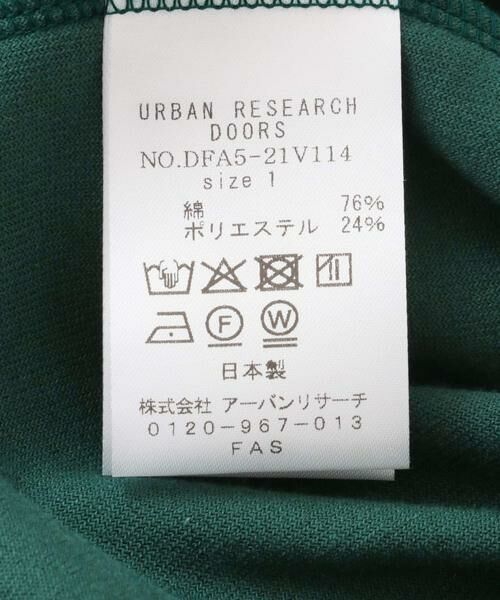 URBAN RESEARCH
DOORS
NO.DFA5-21V114
size 1
綿 76%
ポリエステル 24%
F W
日本製
株式会社 アーバンリサーチ
0120-967-013
FAS